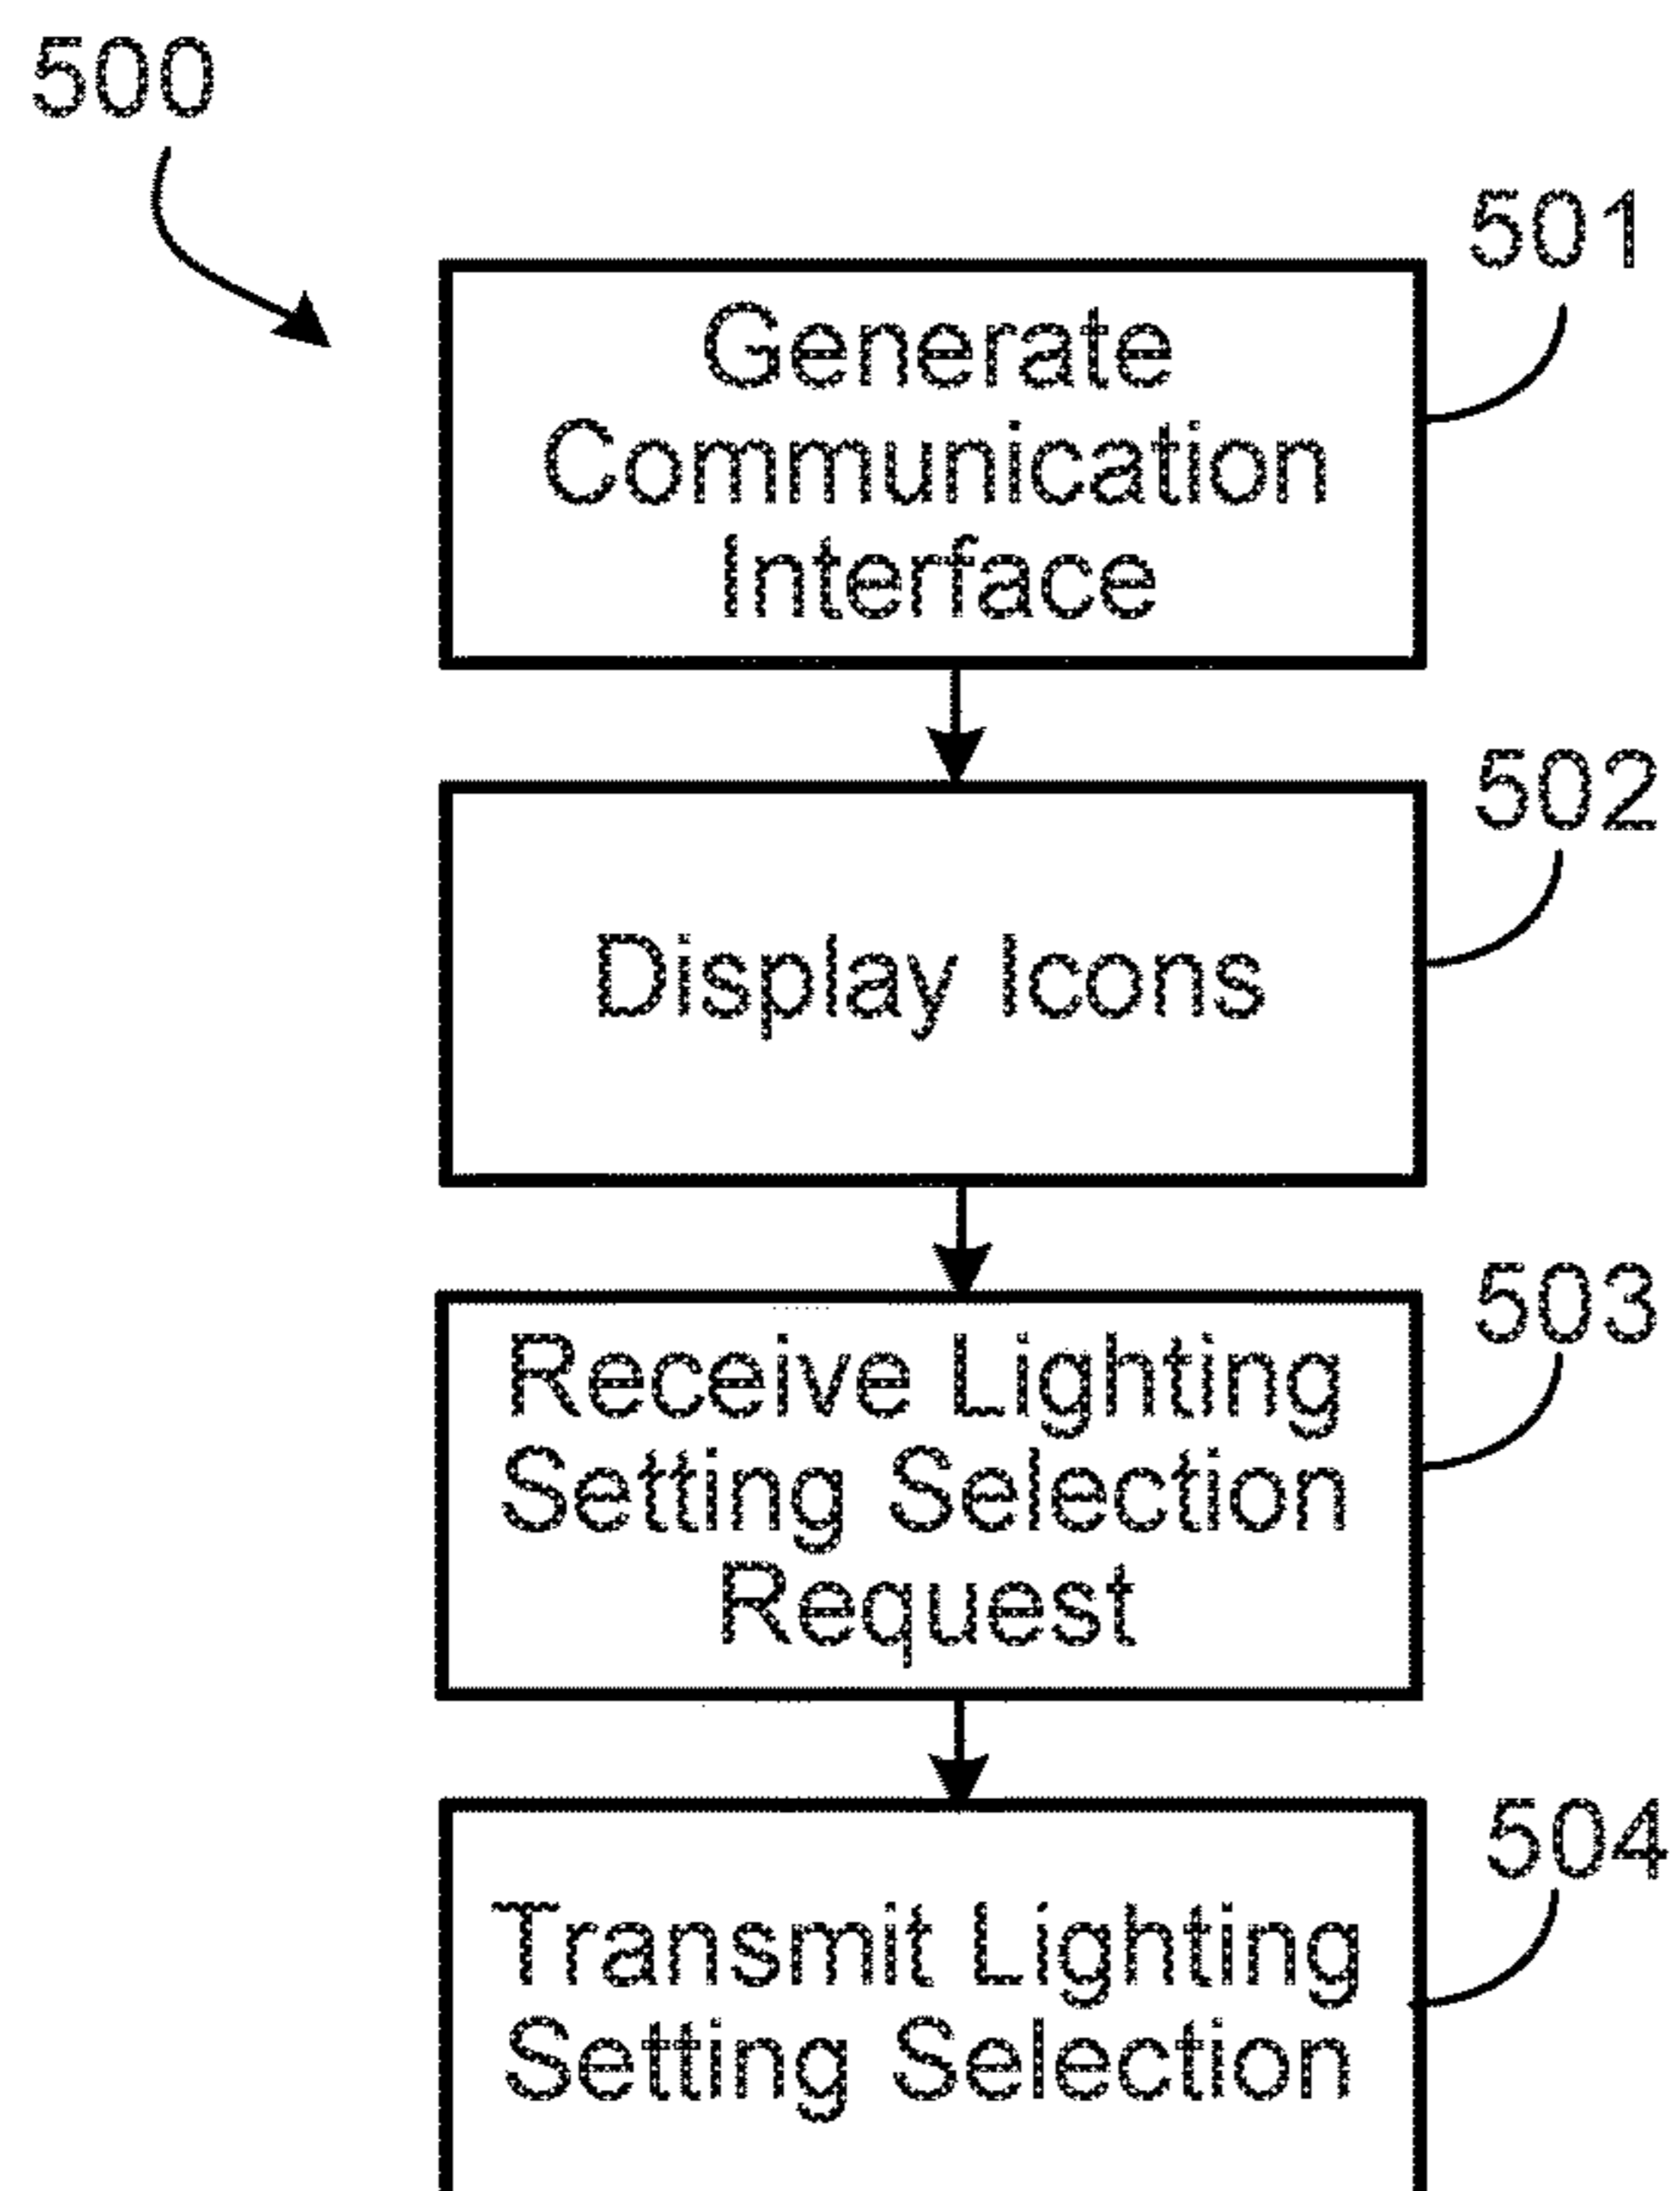 500
501
Generate
Communication
Interface
502
Display Icons
503
Receive Lighting
Setting Selection
Request
504
Transmit Lighting
Setting Selection